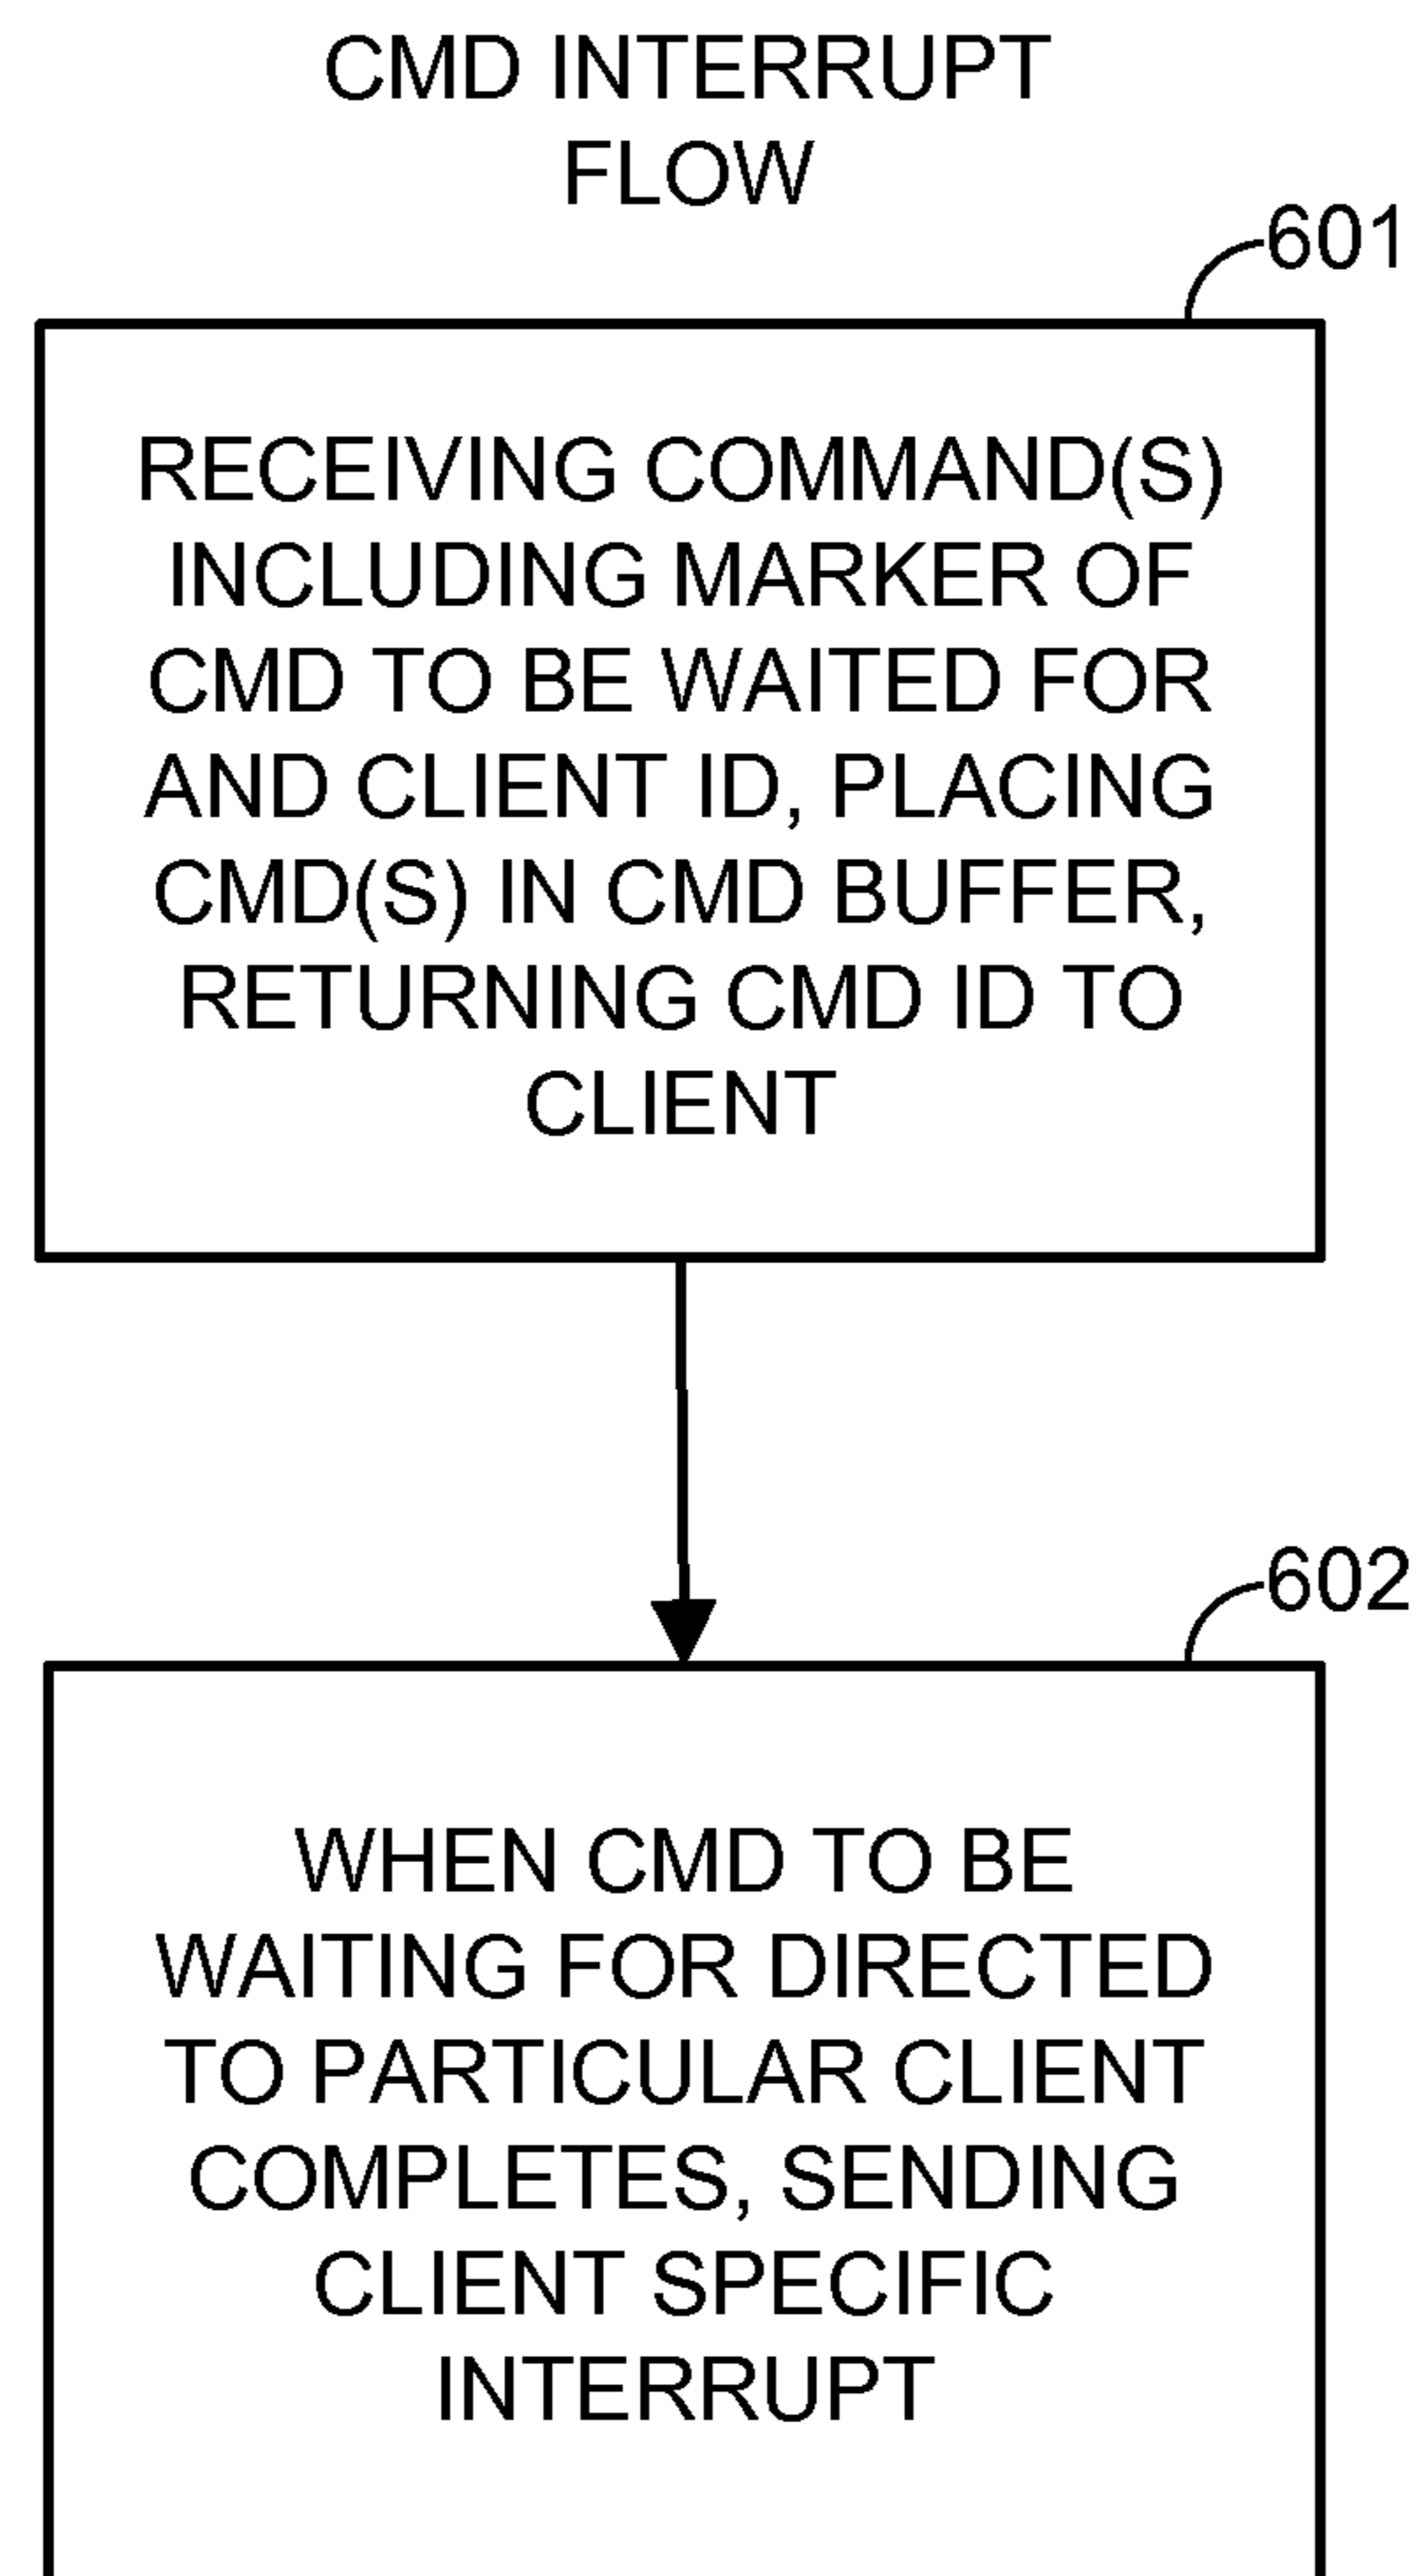 CMD INTERRUPT
FLOW
601
RECEIVING COMMAND(S)
INCLUDING MARKER OF
CMD TO BE WAITED FOR
AND CLIENT ID, PLACING
CMD(S) IN CMD BUFFER,
RETURNING CMD ID TO
CLIENT
602
WHEN CMD TO BE
WAITING FOR DIRECTED
TO PARTICULAR CLIENT
COMPLETES, SENDING
CLIENT SPECIFIC
INTERRUPT